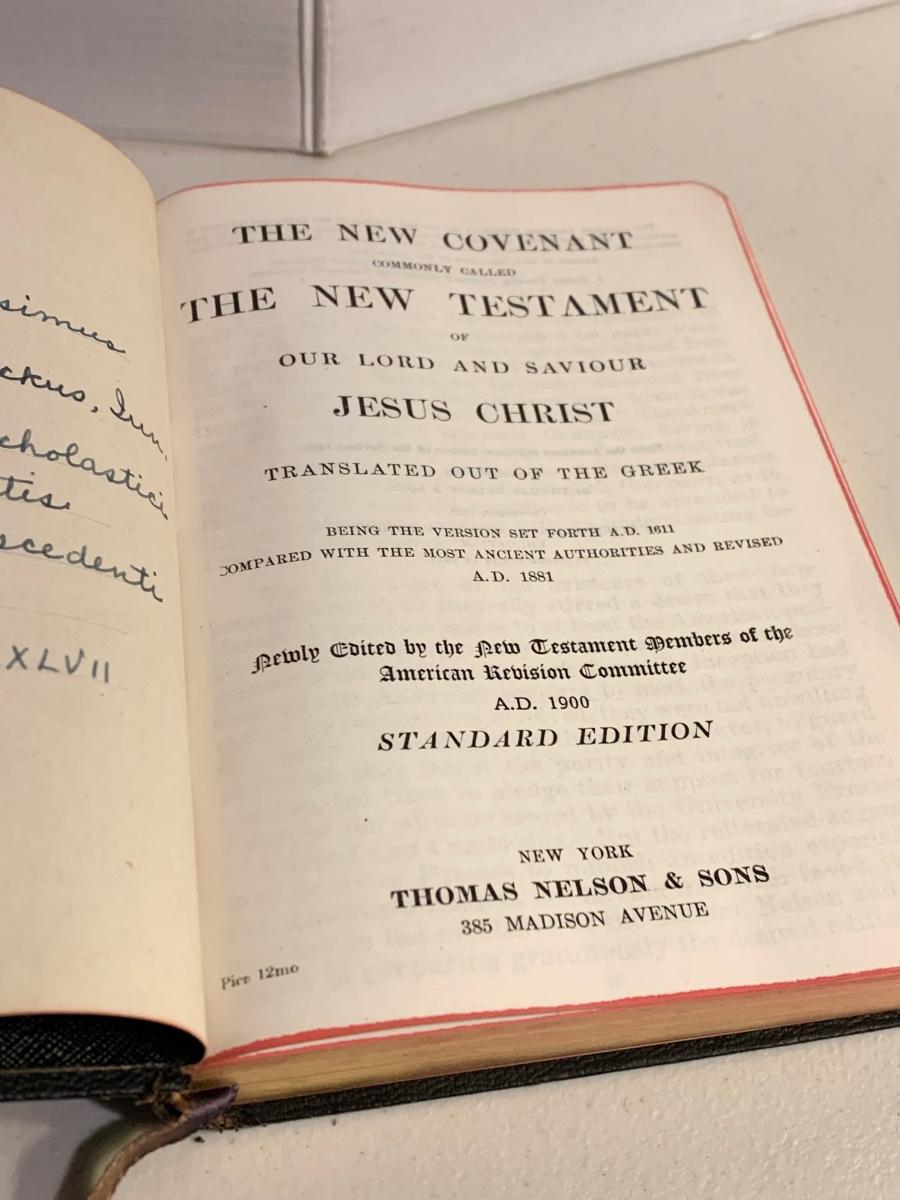 simus
ckus, Jun.
cholastici
tis
scedenti
XLVII
THE NEW COVENANT
COMMONLY CALLED
THE NEW TESTAMENT
OF
OUR LORD AND SAVIOUR
JESUS CHRIST
TRANSLATED OUT OF THE GREEK
BEING THE VERSION SET FORTH A.D. 1611
COMPARED WITH THE MOST ANCIENT AUTHORITIES AND REVISED
A.D. 1881
Newly Edited by the New Testament Members of the
American Revision Committee
A.D. 1900
STANDARD EDITION
NEW YORK
THOMAS NELSON & SONS
385 MADISON AVENUE
Pica 12mo